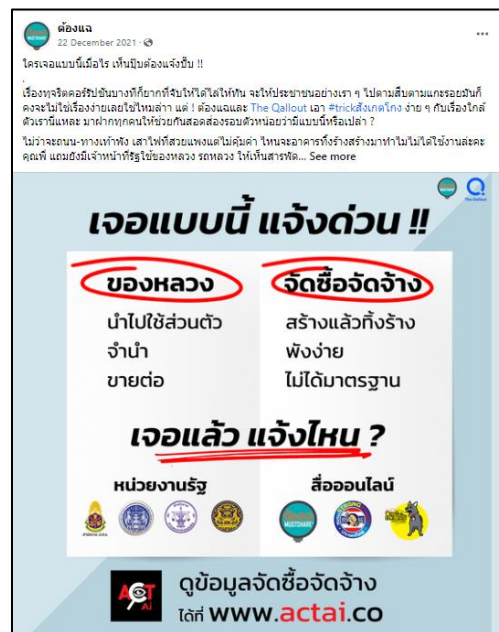 ต้องแฉ
22 December 2021
ใครเจอแบบนี้เมื่อไร เห็นปุ๊บต้องแจ้งปั๊บ !!
.
เรื่องทุจริตคอร์รัปชันบางทีก็ยากที่จับให้ได้ไล่ให้ทัน จะให้ประชาชนอย่างเรา ๆ ไปตามสืบตามแกะรอยมันก็
คงจะไม่ใช่เรื่องง่ายเลยใช่ไหมล่า แต่ ! ต้องแฉและ The Qallout เอา #trickสังเกตโกง ง่าย ๆ กับเรื่องใกล้
ตัวเรานี่แหละ มาฝากทุกคนให้ช่วยกันสอดส่องรอบตัวหน่อยว่ามีแบบนี้หรือเปล่า ?
ไม่ว่าจะถนน-ทางเท้าพัง เสาไฟที่สวยแพงแต่ไม่คุ้มค่า ไหนจะอาคารทิ้งร้างสร้างมาทำไมไม่ได้ใช้งานล่ะคะ
คุณพี่ แถมยังมีเจ้าหน้าที่รัฐใช้ของหลวง รถหลวง ให้เห็นสารพัด... See more
The Qallout
เจอแบบนี้ แจ้งด่วน !!
ของหลวง
นำไปใช้ส่วนตัว
จำนำ
ขายต่อ
จัดซื้อจัดจ้าง
สร้างแล้วทิ้งร้าง
พังง่าย
ไม่ได้มาตรฐาน
เจอแล้ว แจ้งไหน ?
หน่วยงานรัฐ
สื่อออนไลน์
MUSTSHARE
ACT
Ai
ดูข้อมูลจัดซื้อจัดจ้าง
ได้ที่ www.actai.co